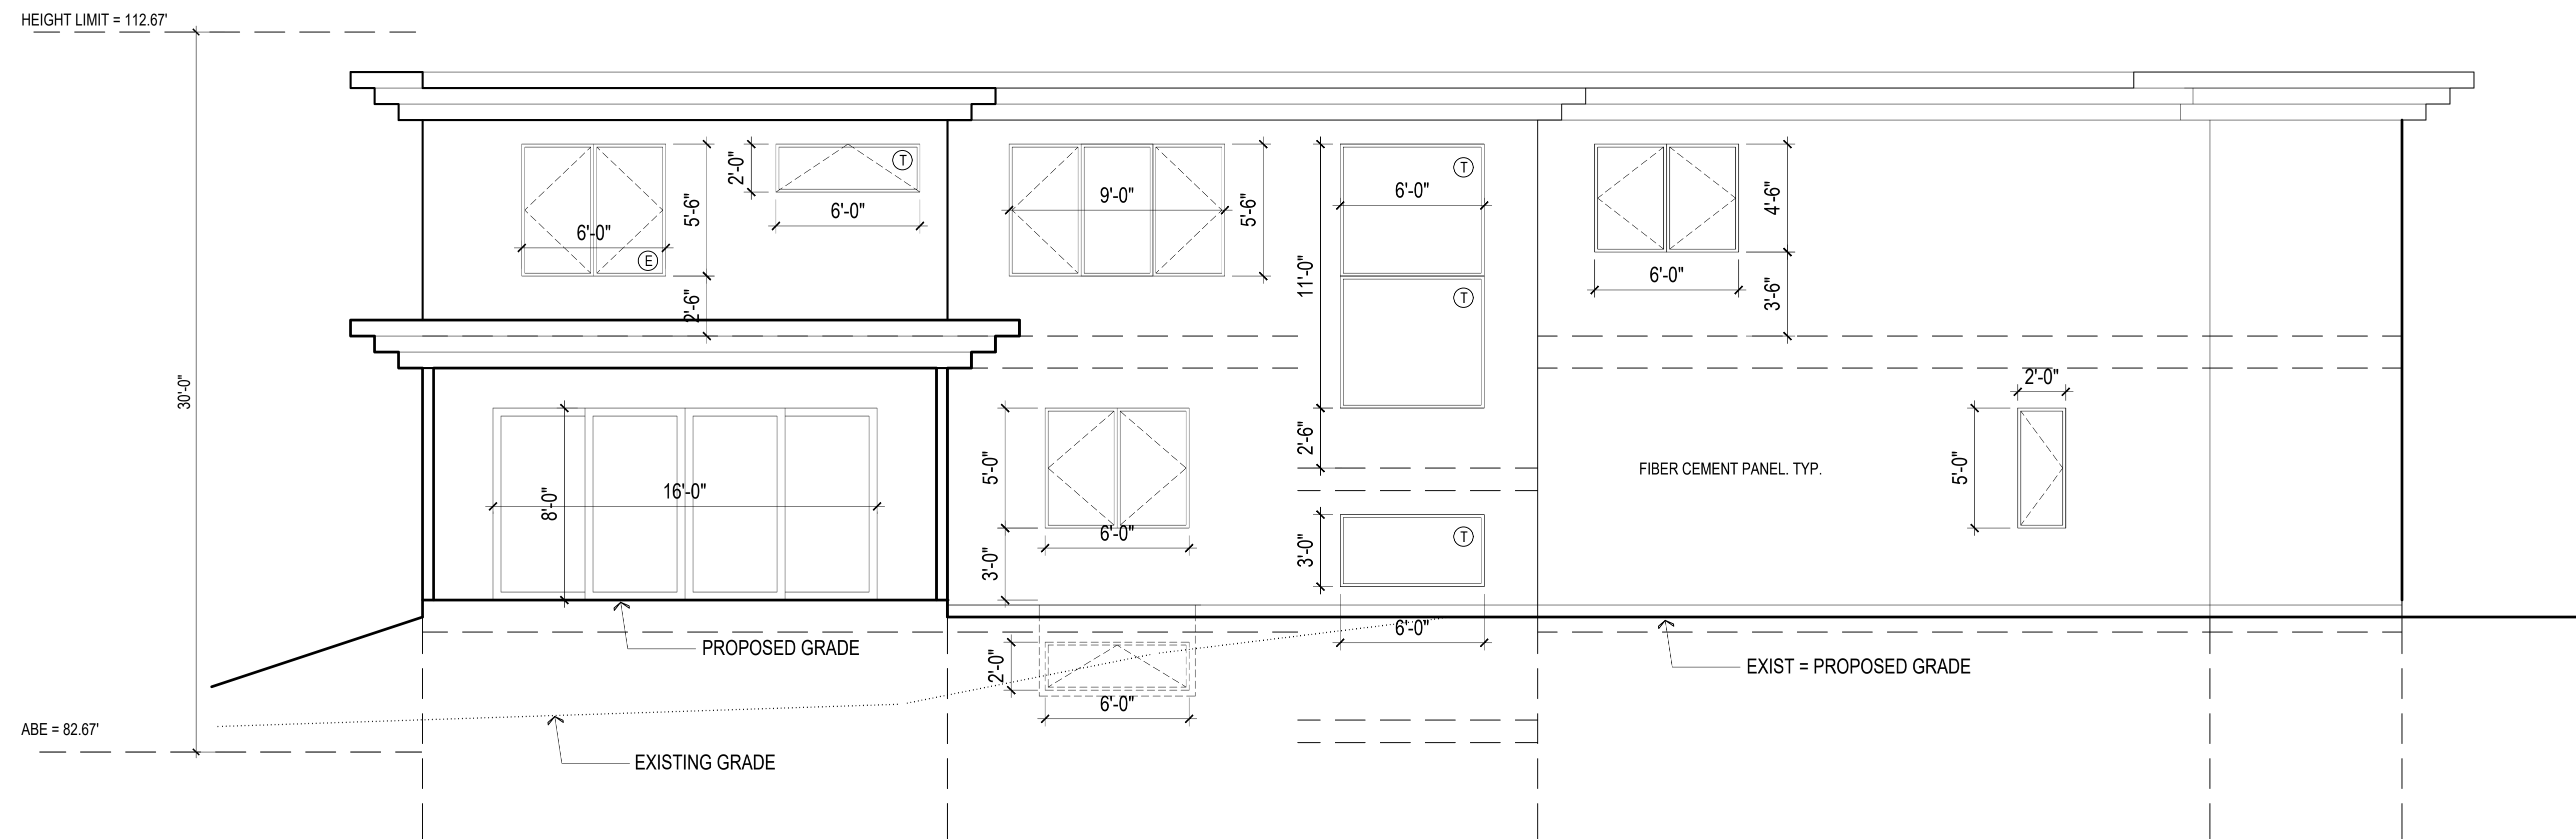 HEIGHT LIMIT = 112.67'
30'-0"
2'-0"
T
6'-0"
5'-6"
6'-0"
E
2'-6"
9'-0"
5'-6"
T
6'-0"
11'-0"
T
4'-6"
6'-0"
3'-6"
2'-0"
8'-0"
16'-0"
5'-0"
6'-0"
3'-0"
2'-6"
FIBER CEMENT PANEL. TYP.
5'-0"
T
3'-0"
6'-0"
PROPOSED GRADE
2'-0"
6'-0"
EXIST = PROPOSED GRADE
ABE = 82.67'
EXISTING GRADE